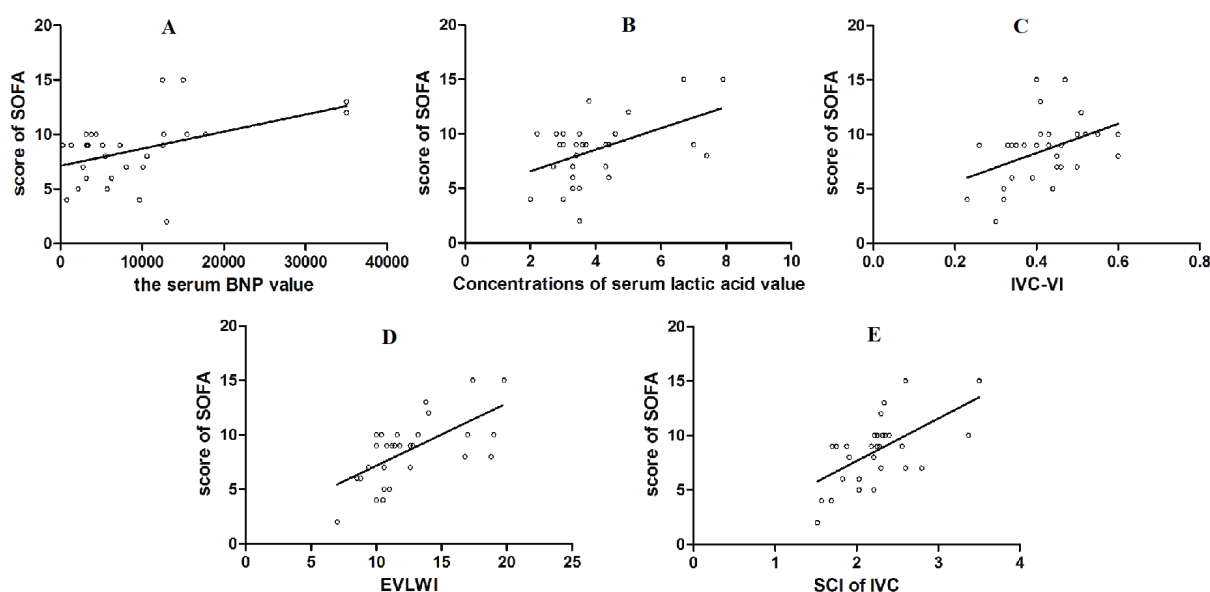 A
score of SOFA
20
15
10
5
0
0 10000 20000 30000 40000
the serum BNP value
B
score of SOFA
20
15
10
5
0
0 2 4 6 8 10
Concentrations of serum lactic acid value
C
score of SOFA
20
15
10
5
0
0.0 0.2 0.4 0.6 0.8
IVC-VI
D
score of SOFA
20
15
10
5
0
0 5 10 15 20 25
EVLWI
E
score of SOFA
20
15
10
5
0
0 1 2 3 4
SCI of IVC